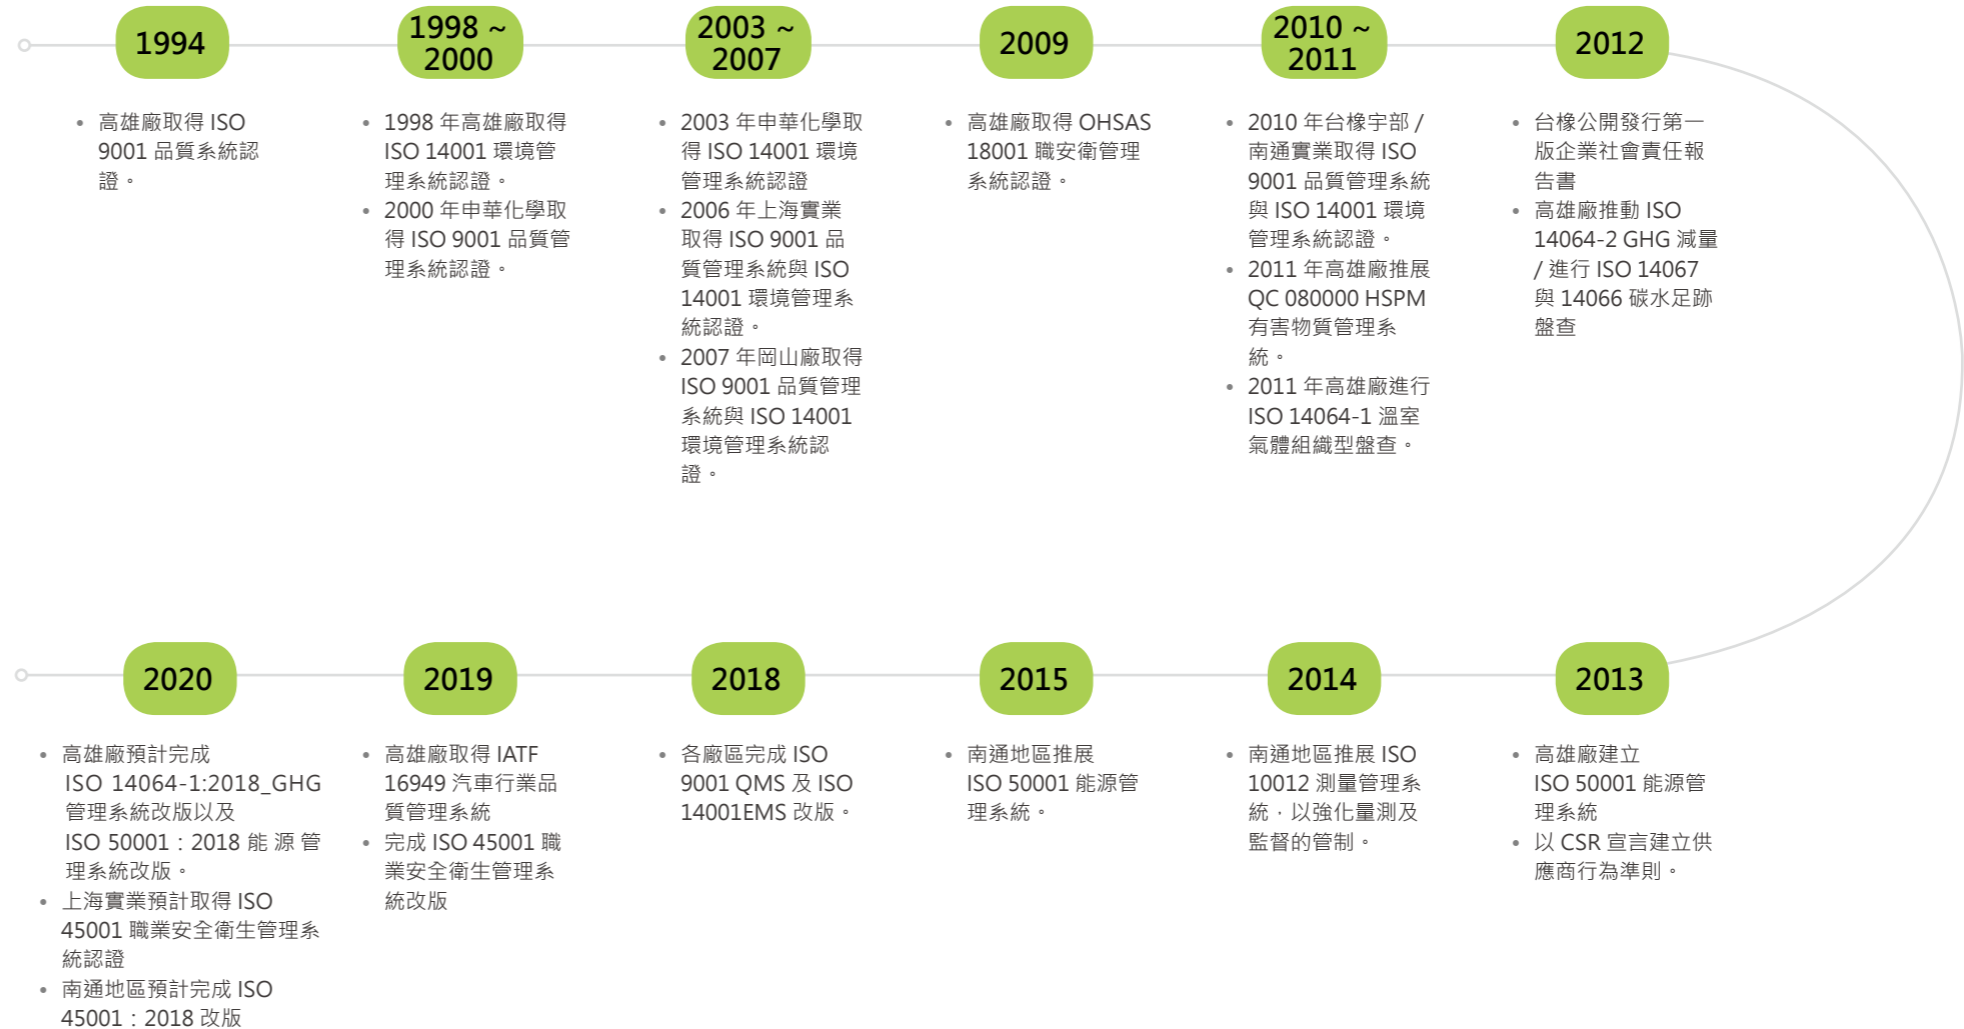 1994
• 高雄廠取得 ISO
9001 品質系統認
證。
1998 ~
2000
• 1998 年高雄廠取得
ISO 14001 環境管
理系統認證。
• 2000 年申華化學取
得 ISO 9001 品質管
理系統認證。
2003 ~
2007
• 2003 年申華化學取
得 ISO 14001 環境
管理系統認證
• 2006 年上海實業
取得 ISO 9001 品
質管理系統與 ISO
14001 環境管理系
統認證。
• 2007 年岡山廠取得
ISO 9001 品質管理
系統與 ISO 14001
環境管理系統認
證。
2009
• 高雄廠取得 OHSAS
18001 職安衛管理
系統認證。
2010 ~
2011
• 2010 年台橡宇部 /
南通實業取得 ISO
9001 品質管理系統
與 ISO 14001 環境
管理系統認證。
• 2011 年高雄廠推展
QC 080000 HSPM
有害物質管理系
統。
• 2011 年高雄廠進行
ISO 14064-1 溫室
氣體組織型盤查。
2012
• 台橡公開發行第一
版企業社會責任報
告書
• 高雄廠推動 ISO
14064-2 GHG 減量
/ 進行 ISO 14067
與 14066 碳水足跡
盤查
2013
• 高雄廠建立
ISO 50001 能源管
理系統
• 以 CSR 宣言建立供
應商行為準則。
2014
• 南通地區推展 ISO
10012 測量管理系
統，以強化量測及
監督的管制。
2015
• 南通地區推展
ISO 50001 能源管
理系統。
2018
• 各廠區完成 ISO
9001 QMS 及 ISO
14001EMS 改版。
2019
• 高雄廠取得 IATF
16949 汽車行業品
質管理系統
• 完成 ISO 45001 職
業安全衛生管理系
統改版
2020
• 高雄廠預計完成
ISO 14064-1:2018_GHG
管理系統改版以及
ISO 50001：2018 能 源 管
理系統改版。
• 上海實業預計取得 ISO
45001 職業安全衛生管理系
統認證
• 南通地區預計完成 ISO
45001：2018 改版